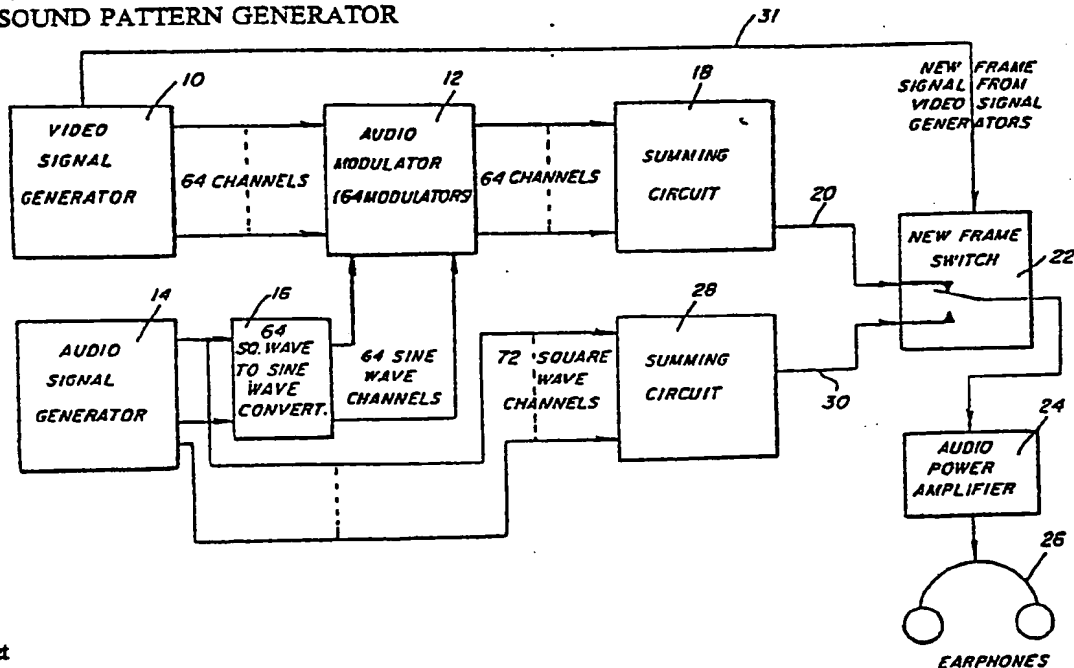 SOUND PATTERN GENERATOR
31
10
VIDEO
SIGNAL
GENERATOR
64 CHANNELS
12
AUDIO
MODULATOR
(64 MODULATORS)
64 CHANNELS
18
SUMMING
CIRCUIT
NEW FRAME
SIGNAL FROM
VIDEO SIGNAL
GENERATORS
20
NEW FRAME
SWITCH
22
14
AUDIO
SIGNAL
GENERATOR
16
64
SQ. WAVE
TO SINE
WAVE
CONVERT.
64 SINE
WAVE
CHANNELS
72 SQUARE
WAVE
CHANNELS
28
SUMMING
CIRCUIT
30
24
AUDIO
POWER
AMPLIFIER
26
EARPHONES